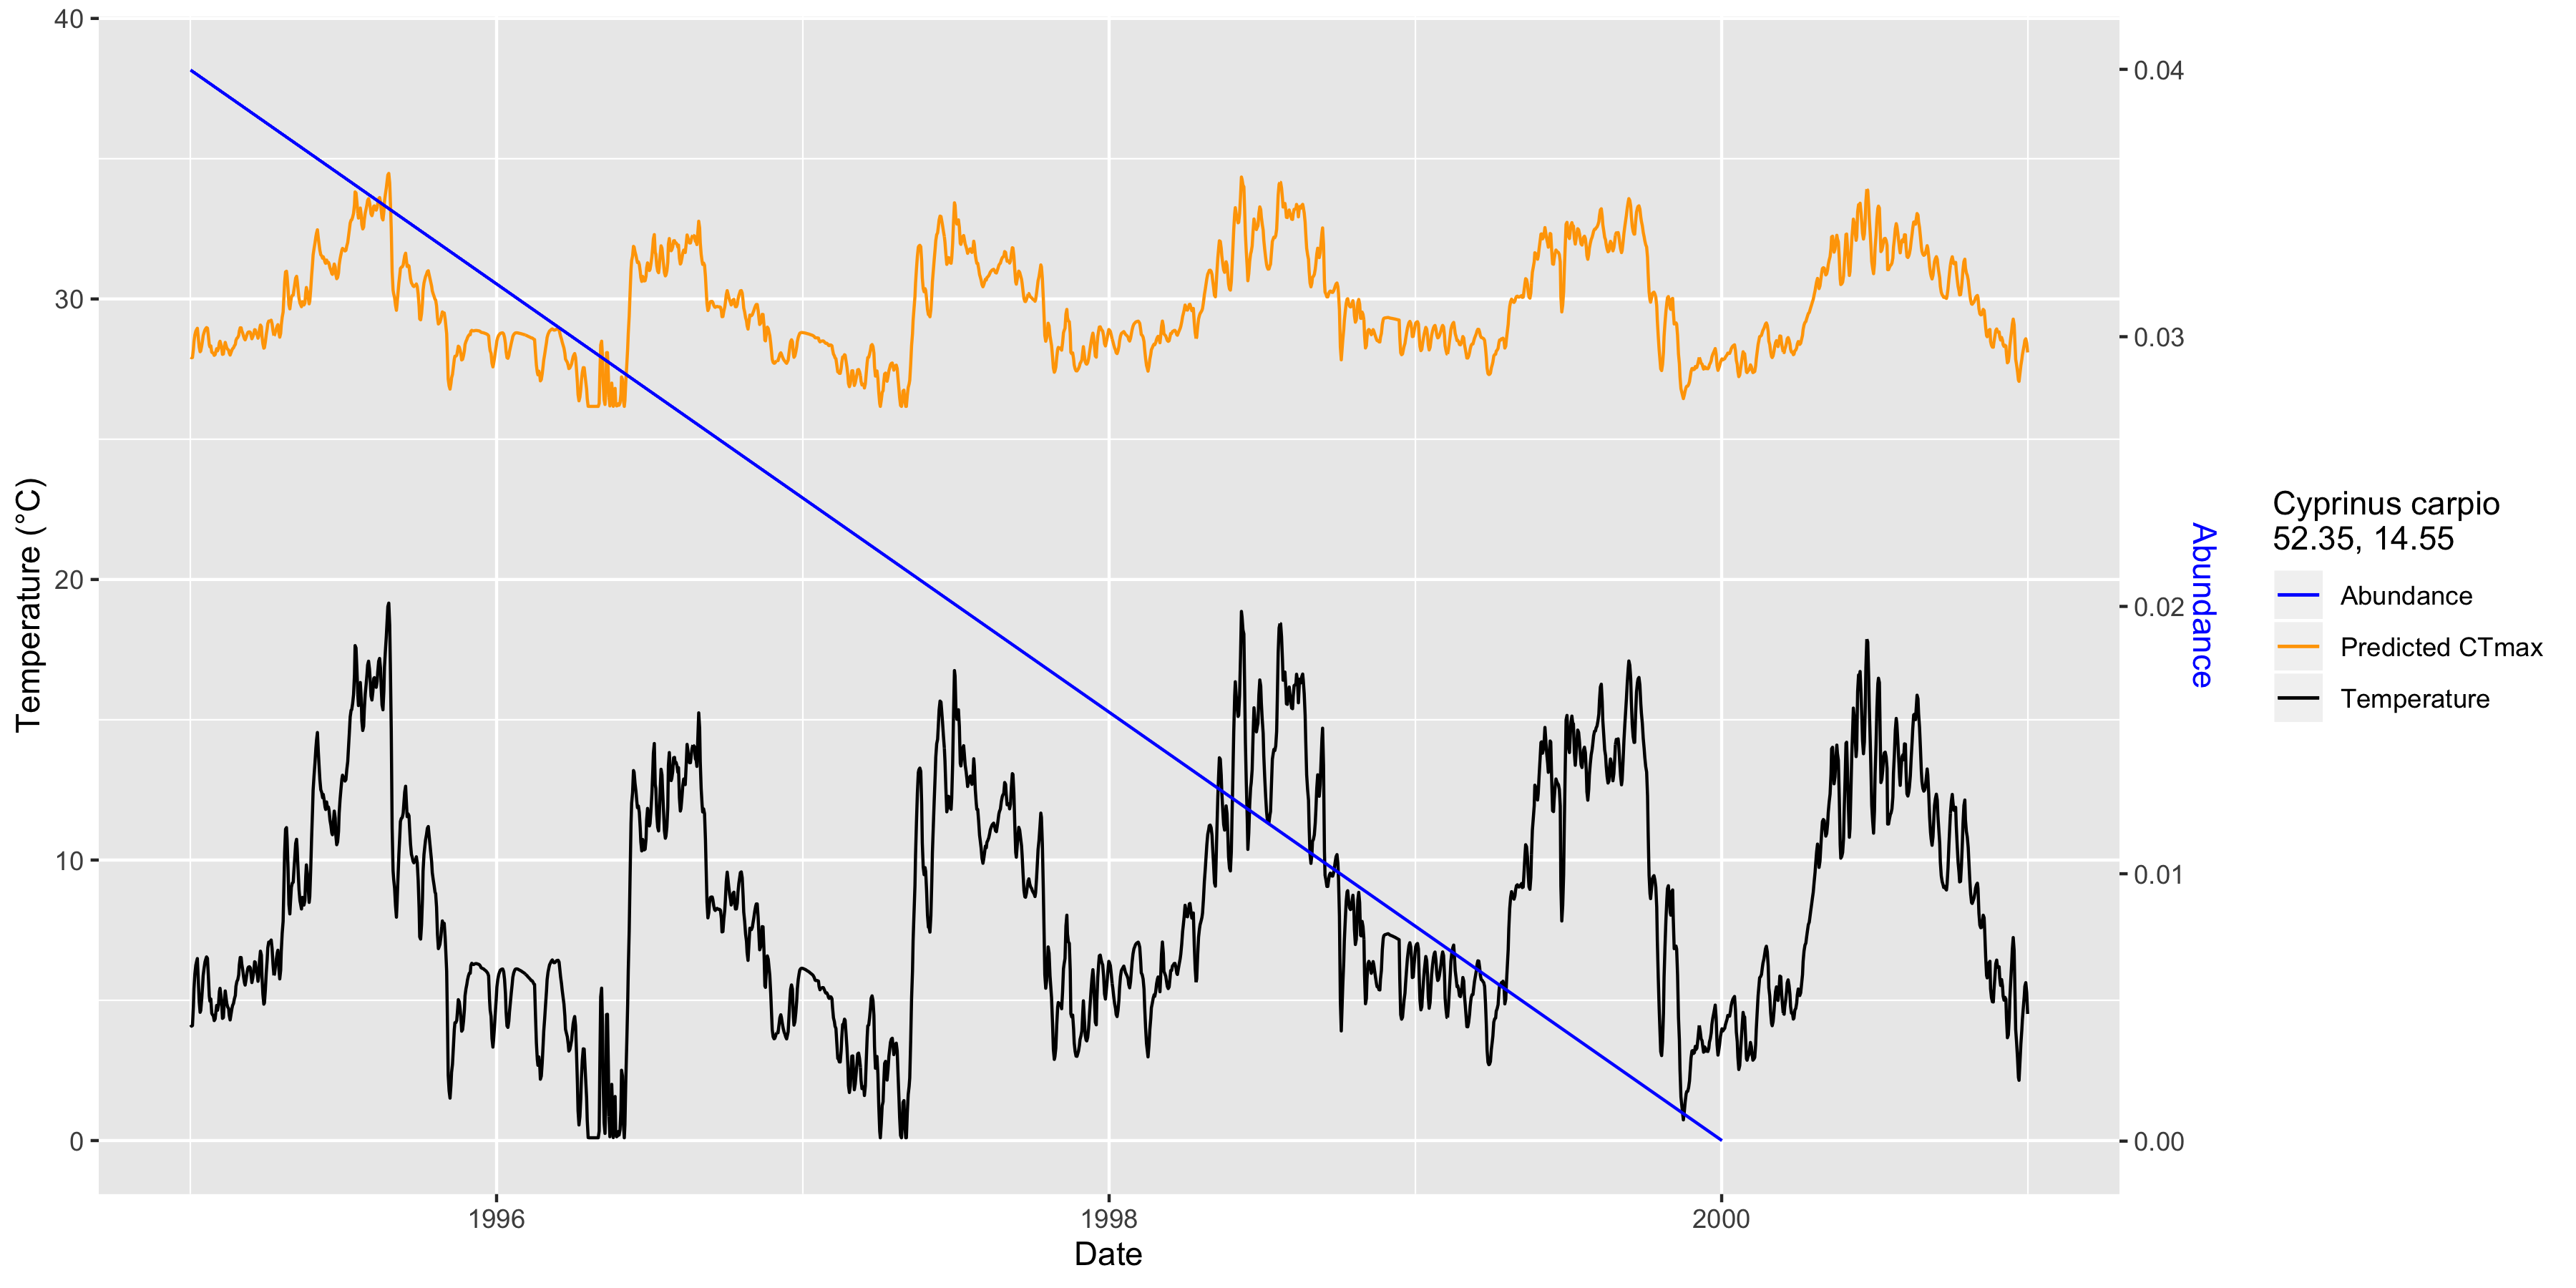 40
30
20
10
0
Temperature (°C)
1996
1998
2000
Date
0.04
0.03
0.02
0.01
0.00
Abundance
Cyprinus carpio
52.35, 14.55
Abundance
Predicted CTmax
Temperature